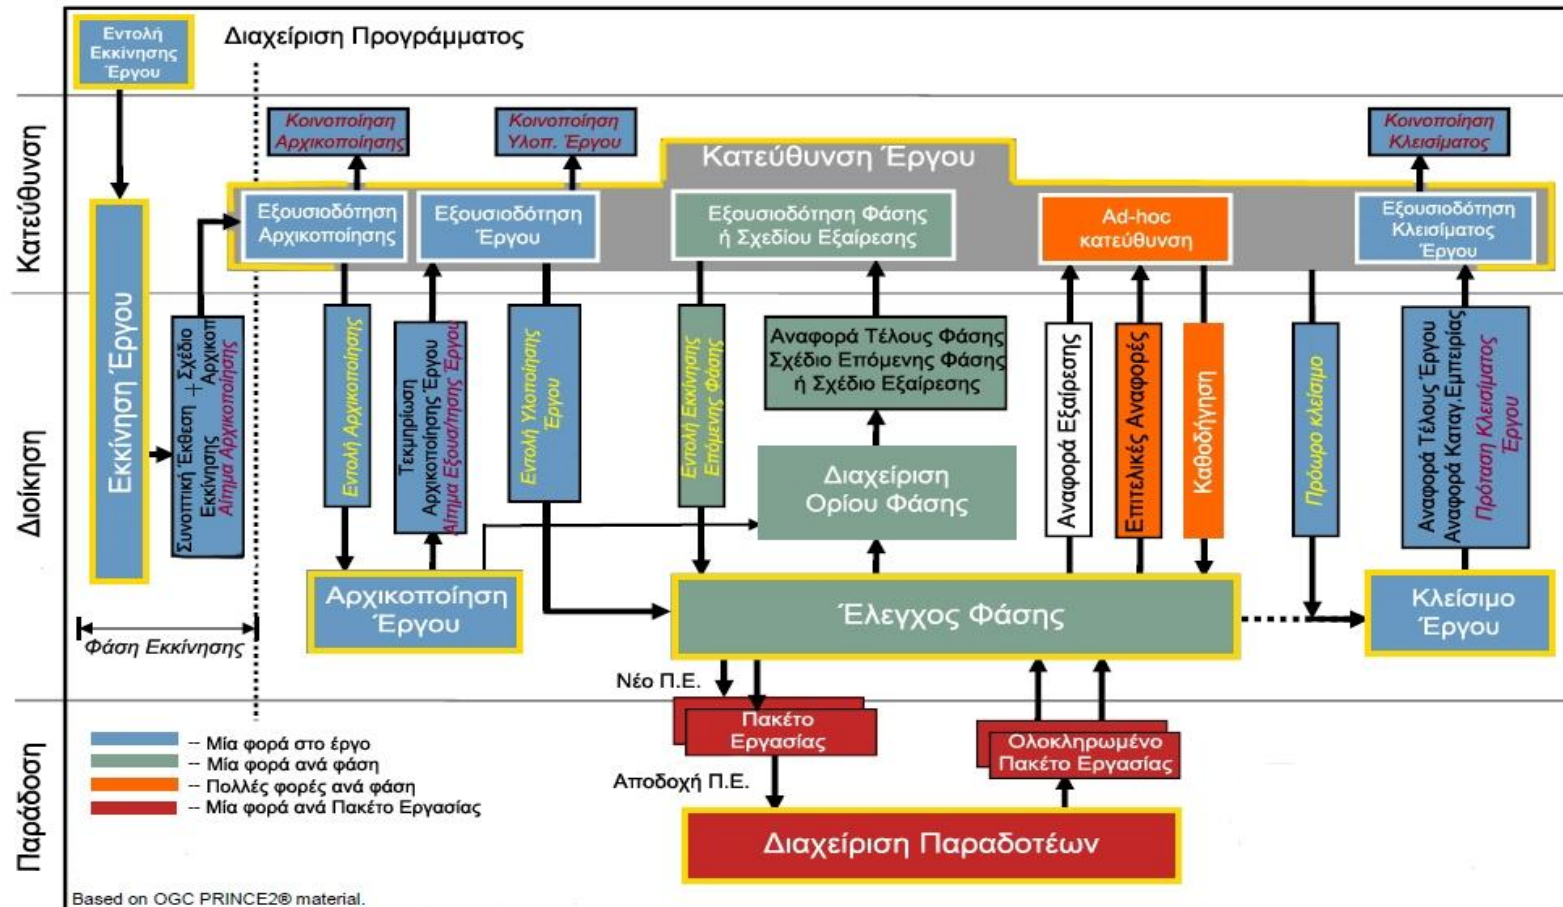 Εντολή
Εκκίνησης
Έργου
Διαχείριση Προγράμματος
Κατεύθυνση
Κοινοποίηση
Αρχικοποίησης
Κοινοποίηση
Υλοπ. Έργου
Κοινοποίηση
Κλεισίματος
Κατεύθυνση Έργου
Εξουσιοδότηση
Αρχικοποίησης
Εξουσιοδότηση
Έργου
Εξουσιοδότηση Φάσης
ή Σχεδίου Εξαίρεσης
Ad-hoc
κατεύθυνση
Εξουσιοδότηση
Κλεισίματος
Έργου
Διοίκηση
Εκκίνηση Έργου
Συνοπτική Έκθεση + Σχέδιο
Εκκίνησης Αρχικοπ
Αίτημα Αρχικοποίησης
Εντολή Αρχικοποίησης
Τεκμηρίωση
Αρχικοποίησης Έργου
Αίτημα Εξουσ/τησης Έργου
Εντολή Υλοποίησης
Έργου
Εντολή Εκκίνησης
Επόμενης Φάσης
Αναφορά Τέλους Φάσης
Σχέδιο Επόμενης Φάσης
ή Σχέδιο Εξαίρεσης
Διαχείριση
Ορίου Φάσης
Αναφορά Εξαίρεσης
Επιτελικές Αναφορές
Καθοδήγηση
Πρόωρο κλείσιμο
Αναφορά Τέλους Έργου
Αναφορά Καταγ.Εμπειρίας
Πρόταση Κλεισίματος
Έργου
Αρχικοποίηση
Έργου
Έλεγχος Φάσης
Κλείσιμο
Έργου
Φάση Εκκίνησης
Παράδοση
Νέο Π.Ε.
Πακέτο
Εργασίας
Ολοκληρωμένο
Πακέτο Εργασίας
Αποδοχή Π.Ε.
Διαχείριση Παραδοτέων
-- Μία φορά στο έργο
-- Μία φορά ανά φάση
-- Πολλές φορές ανά φάση
-- Μία φορά ανά Πακέτο Εργασίας
Based on OGC PRINCE2® material.